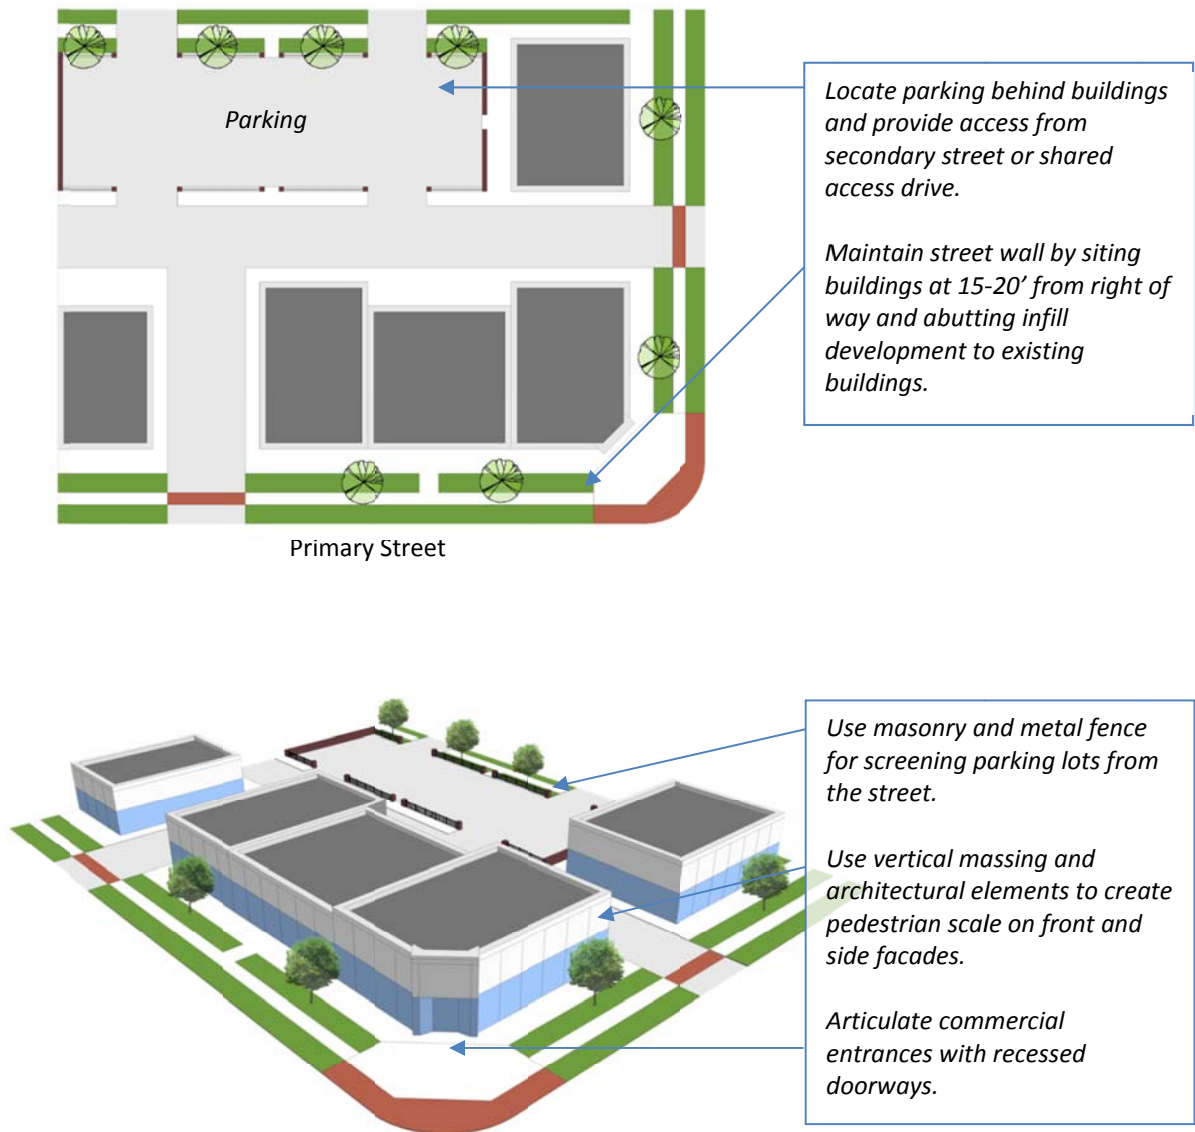 Parking
Locate parking behind buildings
and provide access from
secondary street or shared
access drive.
Maintain street wall by siting
buildings at 15-20’ from right of
way and abutting infill
development to existing
buildings.
Primary Street
Use masonry and metal fence
for screening parking lots from
the street.
Use vertical massing and
architectural elements to create
pedestrian scale on front and
side facades.
Articulate commercial
entrances with recessed
doorways.